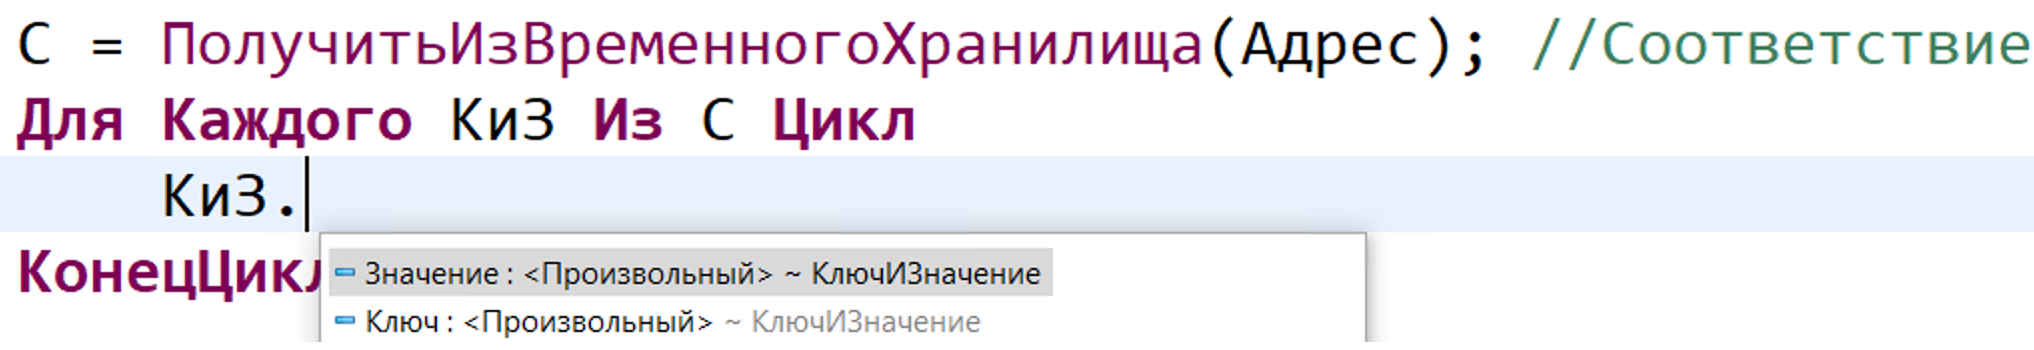 С = ПолучитьИзВременногоХранилища(Адрес); //Соответствие
Для Каждого КиЗ Из С Цикл
КиЗ.
КонецЦикл
Значение : <Произвольный> ~ КлючИЗначение
Ключ : <Произвольный> ~ КлючИЗначение